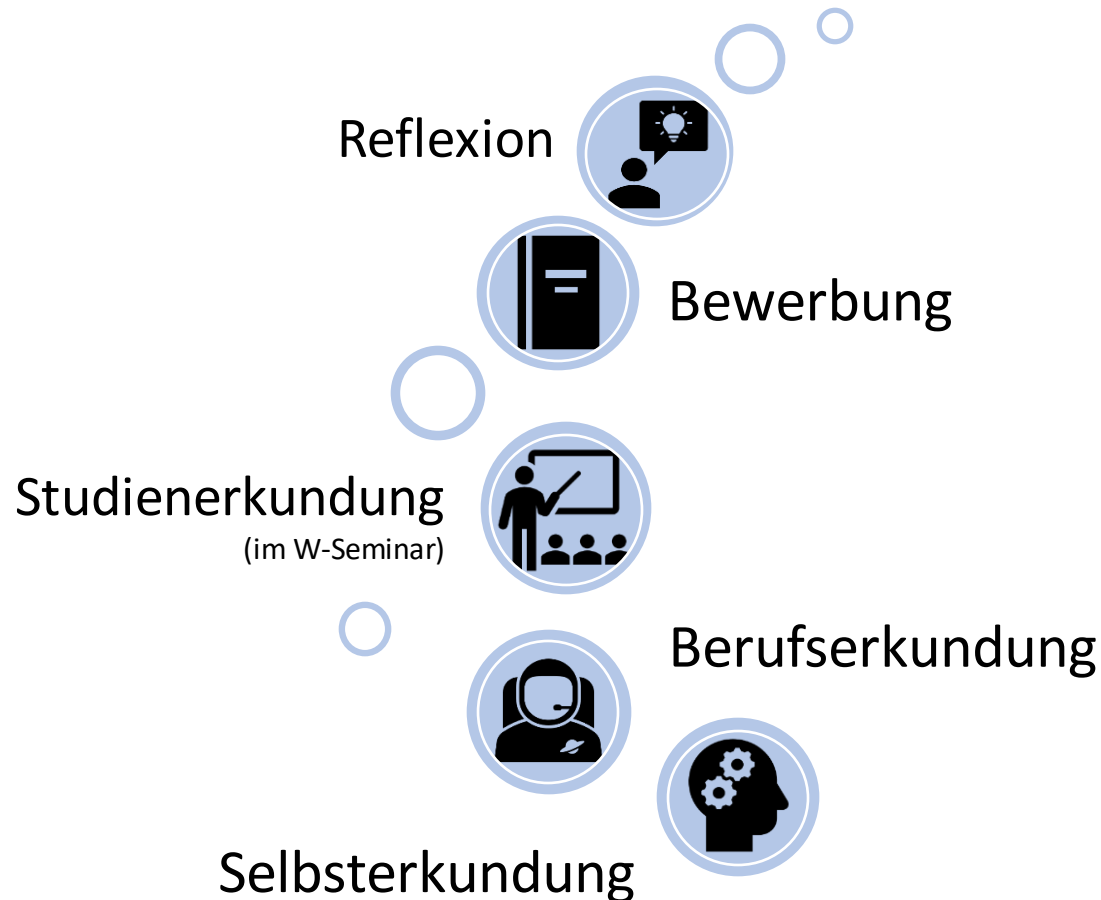 Reflexion
Bewerbung
Studienerkundung
(im W-Seminar)
Berufserkundung
Selbsterkundung